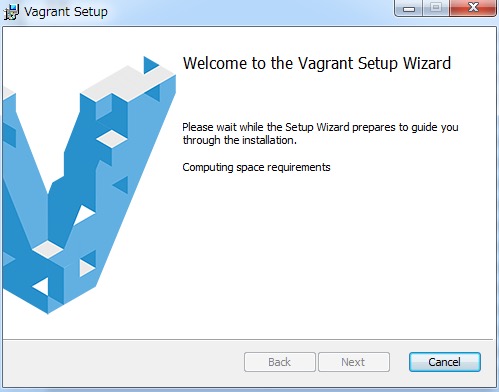 Vagrant Setup
Welcome to the Vagrant Setup Wizard
Please wait while the Setup Wizard prepares to guide you
through the installation.
Computing space requirements
Back
Next
Cancel